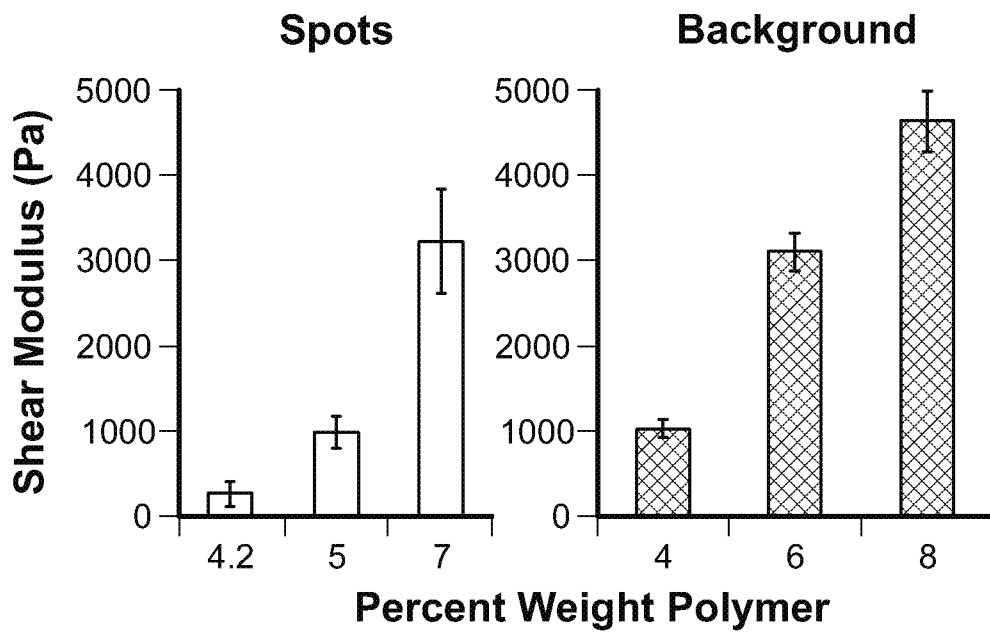 Spots Background
Shear Modulus (Pa)
5000 5000
4000 4000
3000 3000
2000 2000
1000 1000
0 0
4.2 5 7 4 6 8
Percent Weight Polymer